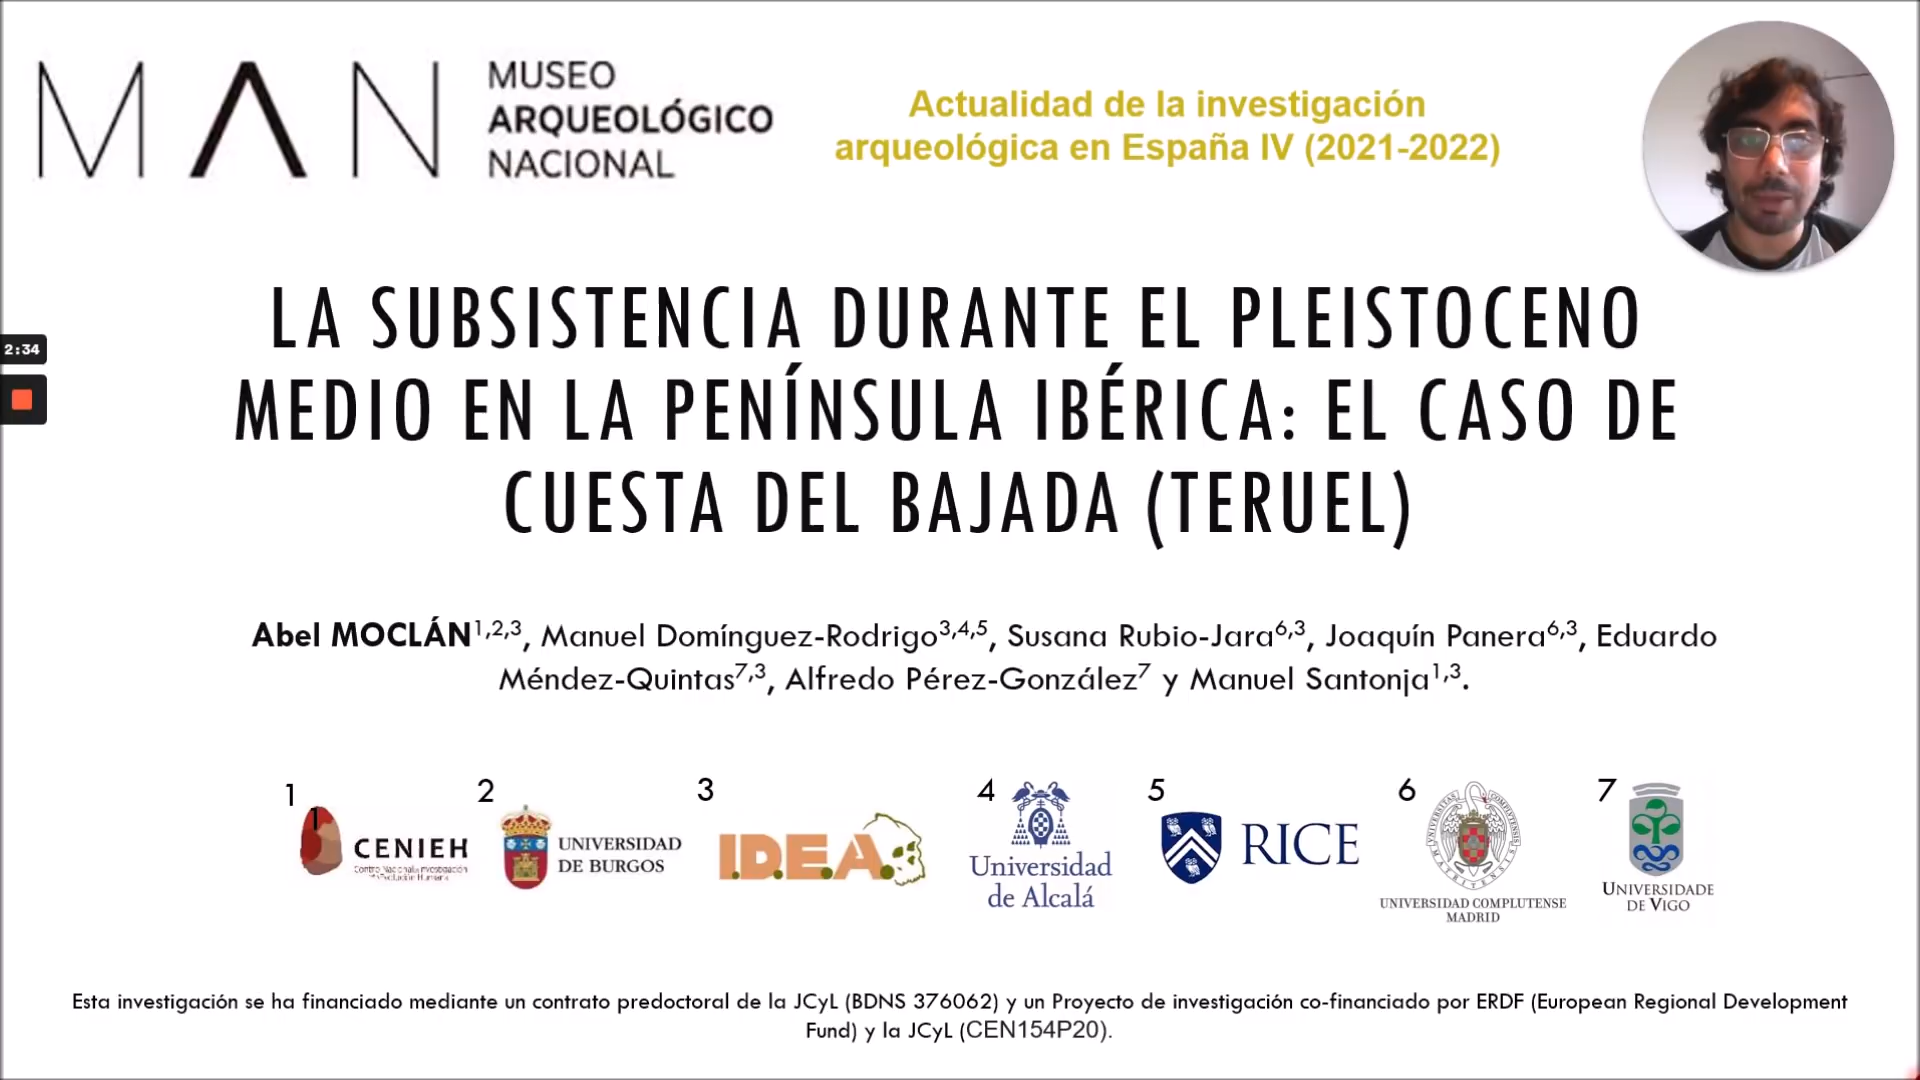 MAN
MUSEO
ARQUEOLÓGICO
NACIONAL
Actualidad de la investigación
arqueológica en España IV (2021-2022)
2:34
LA SUBSISTENCIA DURANTE EL PLEISTOCENO
MEDIO EN LA PENÍNSULA IBÉRICA: EL CASO DE
CUESTA DEL BAJADA (TERUEL)
Abel MOCLÁN1,2,3, Manuel Domínguez-Rodrigo3,4,5, Susana Rubio-Jara6,3, Joaquín Panera6,3, Eduardo
Méndez-Quintas7,3, Alfredo Pérez-González7 y Manuel Santonja1,3.
1
1
CENIEH
2
UNIVERSIDAD
DE BURGOS
3
I.D.E.A.
4
Universidad
de Alcalá
5
RICE
6
UNIVERSIDAD COMPLUTENSE
MADRID
7
UNIVERSIDADE
DE VIGO
Esta investigación se ha financiado mediante un contrato predoctoral de la JCyL (BDNS 376062) y un Proyecto de investigación co-financiado por ERDF (European Regional Development
Fund) y la JCyL (CEN154P20).